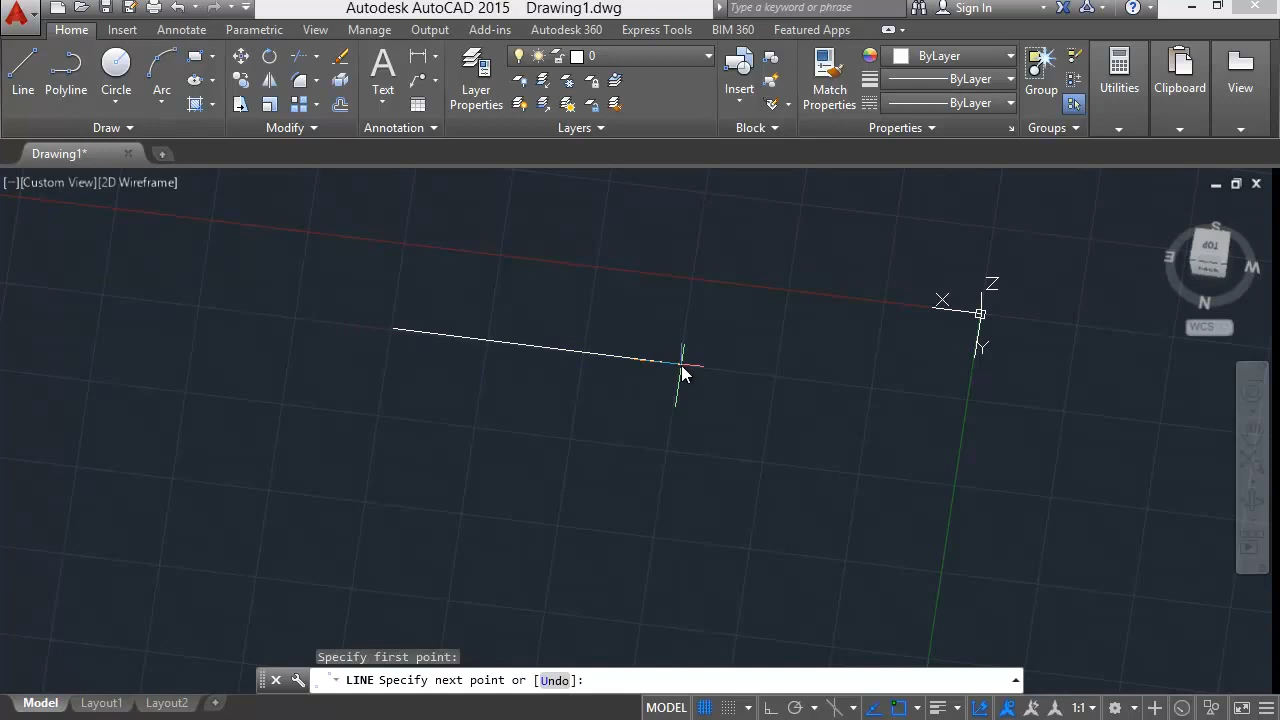 Autodesk AutoCAD 2015 Drawing1.dwg
Type a keyword or phrase
Sign In
Home Insert Annotate Parametric View Manage Output Add-ins Autodesk 360 Express Tools BIM 360 Featured Apps
Line Polyline Circle Arc
Text
Layer Properties
0
Insert
Match Properties
ByLayer
ByLayer
ByLayer
Group
Utilities
Clipboard
View
Draw Modify Annotation Layers Block Properties Groups
Drawing1*
[−][Custom View][2D Wireframe]
S
E TOP W
N
WCS
X
Z
Y
Specify first point:
LINE Specify next point or [Undo]:
Model Layout1 Layout2
MODEL
1:1